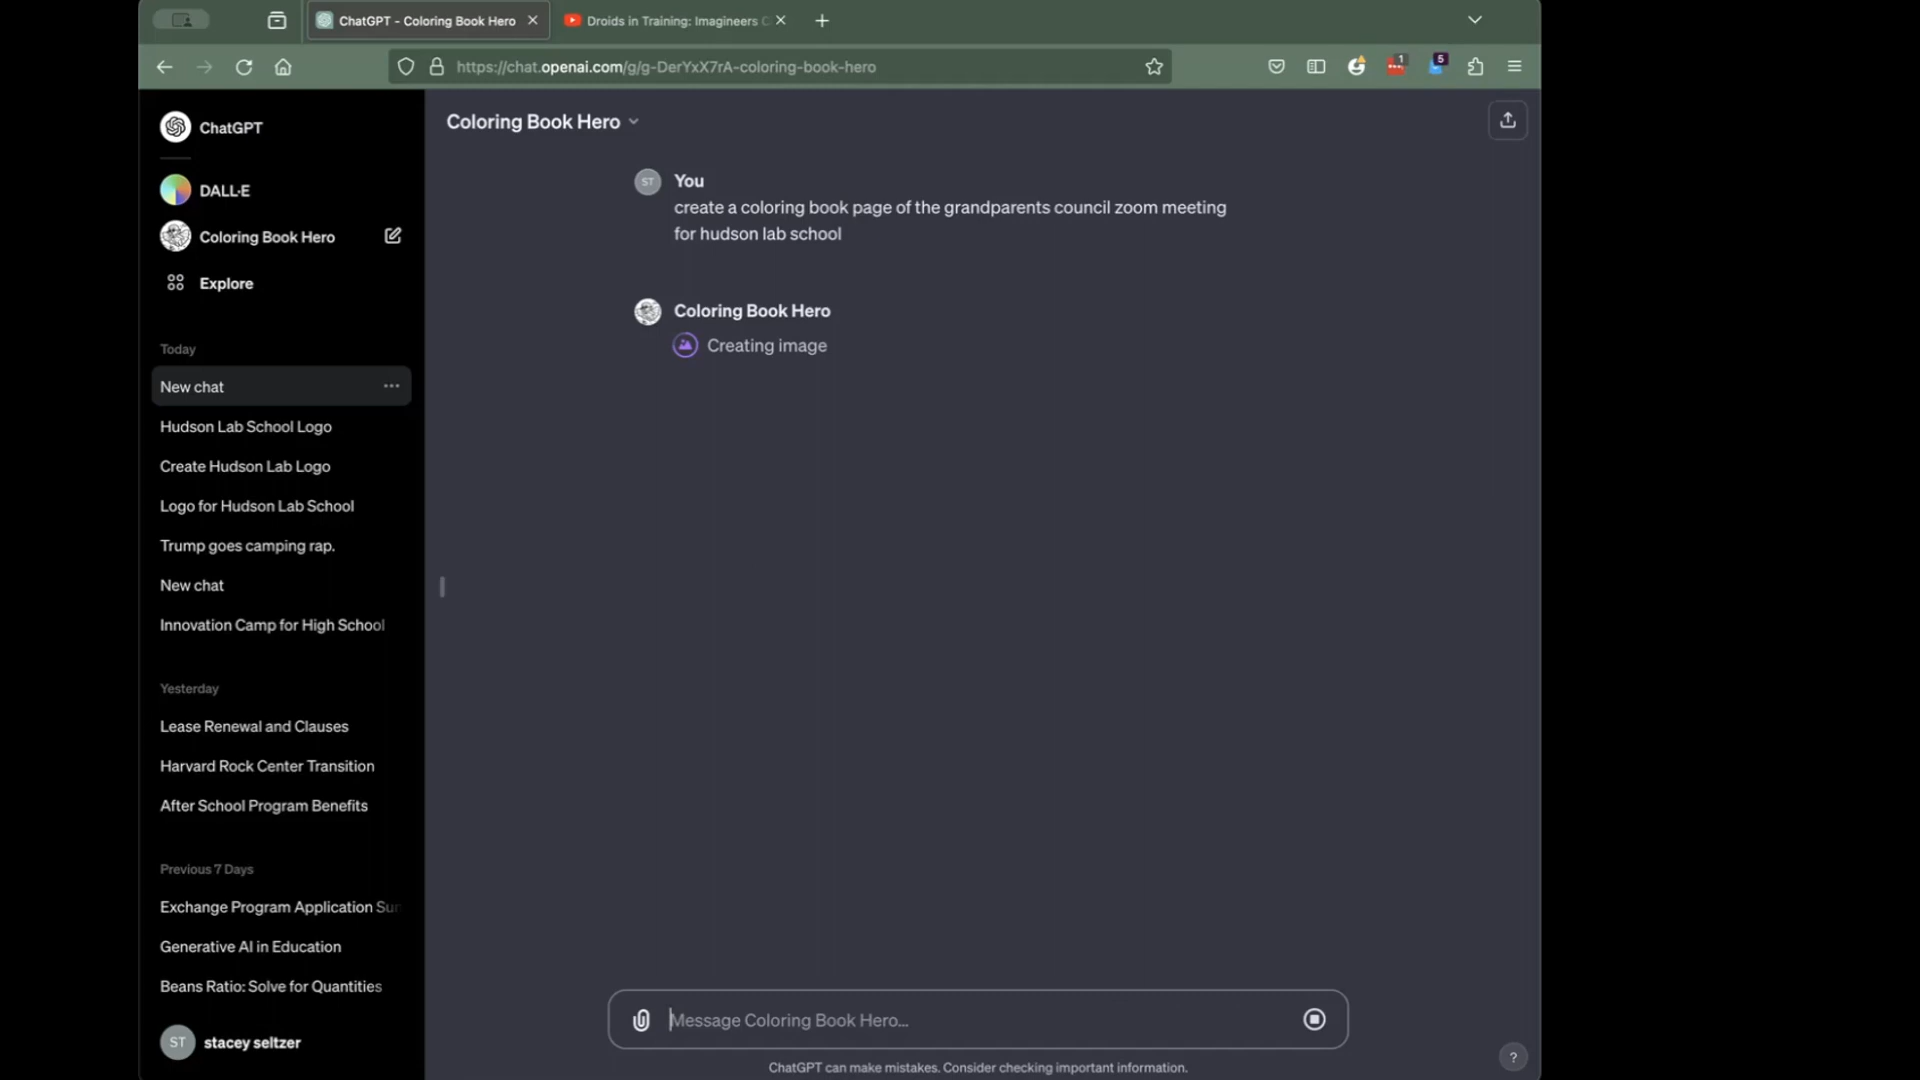 ChatGPT - Coloring Book Hero
Droids in Training: Imagineers
https://chat.openai.com/g/g-DerYxX7rA-coloring-book-hero
1
5
ChatGPT
Coloring Book Hero
DALL·E
Coloring Book Hero
Explore
ST
You
create a coloring book page of the grandparents council zoom meeting
for hudson lab school
Coloring Book Hero
Creating image
Today
New chat
Hudson Lab School Logo
Create Hudson Lab Logo
Logo for Hudson Lab School
Trump goes camping rap.
New chat
Innovation Camp for High School
Yesterday
Lease Renewal and Clauses
Harvard Rock Center Transition
After School Program Benefits
Previous 7 Days
Exchange Program Application
Generative AI in Education
Beans Ratio: Solve for Quantities
ST
stacey seltzer
Message Coloring Book Hero...
ChatGPT can make mistakes. Consider checking important information.
?